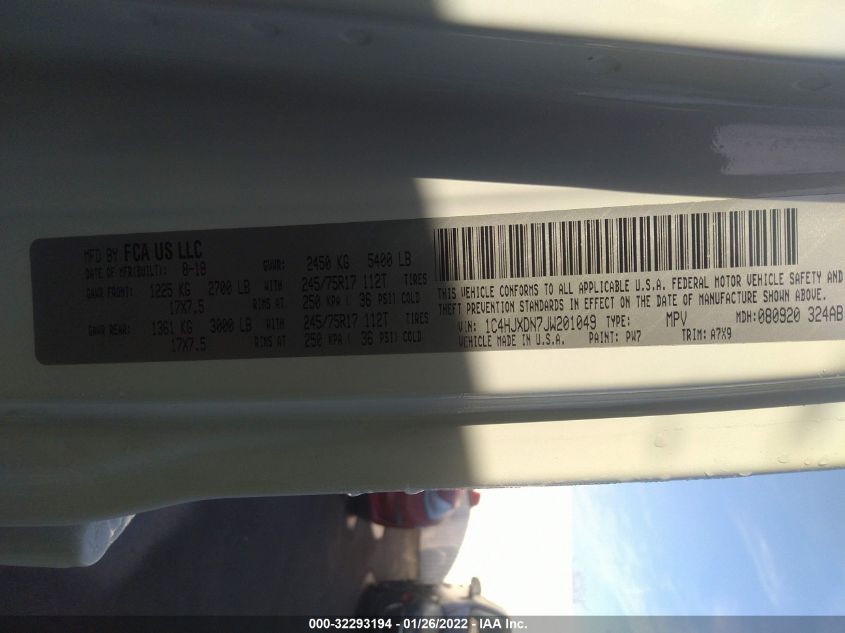 MFD BY FCA US LLC
DATE OF MFR(BUILT): 8-18 GVWR: 2450 KG 5400 LB
GAWR FRONT: 1225 KG 2700 LB WITH 245/75R17 112T TIRES
17X7.5 RIMS AT 250 KPA ( 36 PSI) COLD
GAWR REAR: 1361 KG 3000 LB WITH 245/75R17 112T TIRES
17X7.5 RIMS AT 250 KPA ( 36 PSI) COLD
THIS VEHICLE CONFORMS TO ALL APPLICABLE U.S.A. FEDERAL MOTOR VEHICLE SAFETY AND
THEFT PREVENTION STANDARDS IN EFFECT ON THE DATE OF MANUFACTURE SHOWN ABOVE.
VIN: 1C4HJXDN7JW201049 TYPE: MPV MDH: 080920 324AB
VEHICLE MADE IN U.S.A. PAINT: PW7 TRIM: A7X9
000-32293194 - 01/26/2022 - IAA Inc.